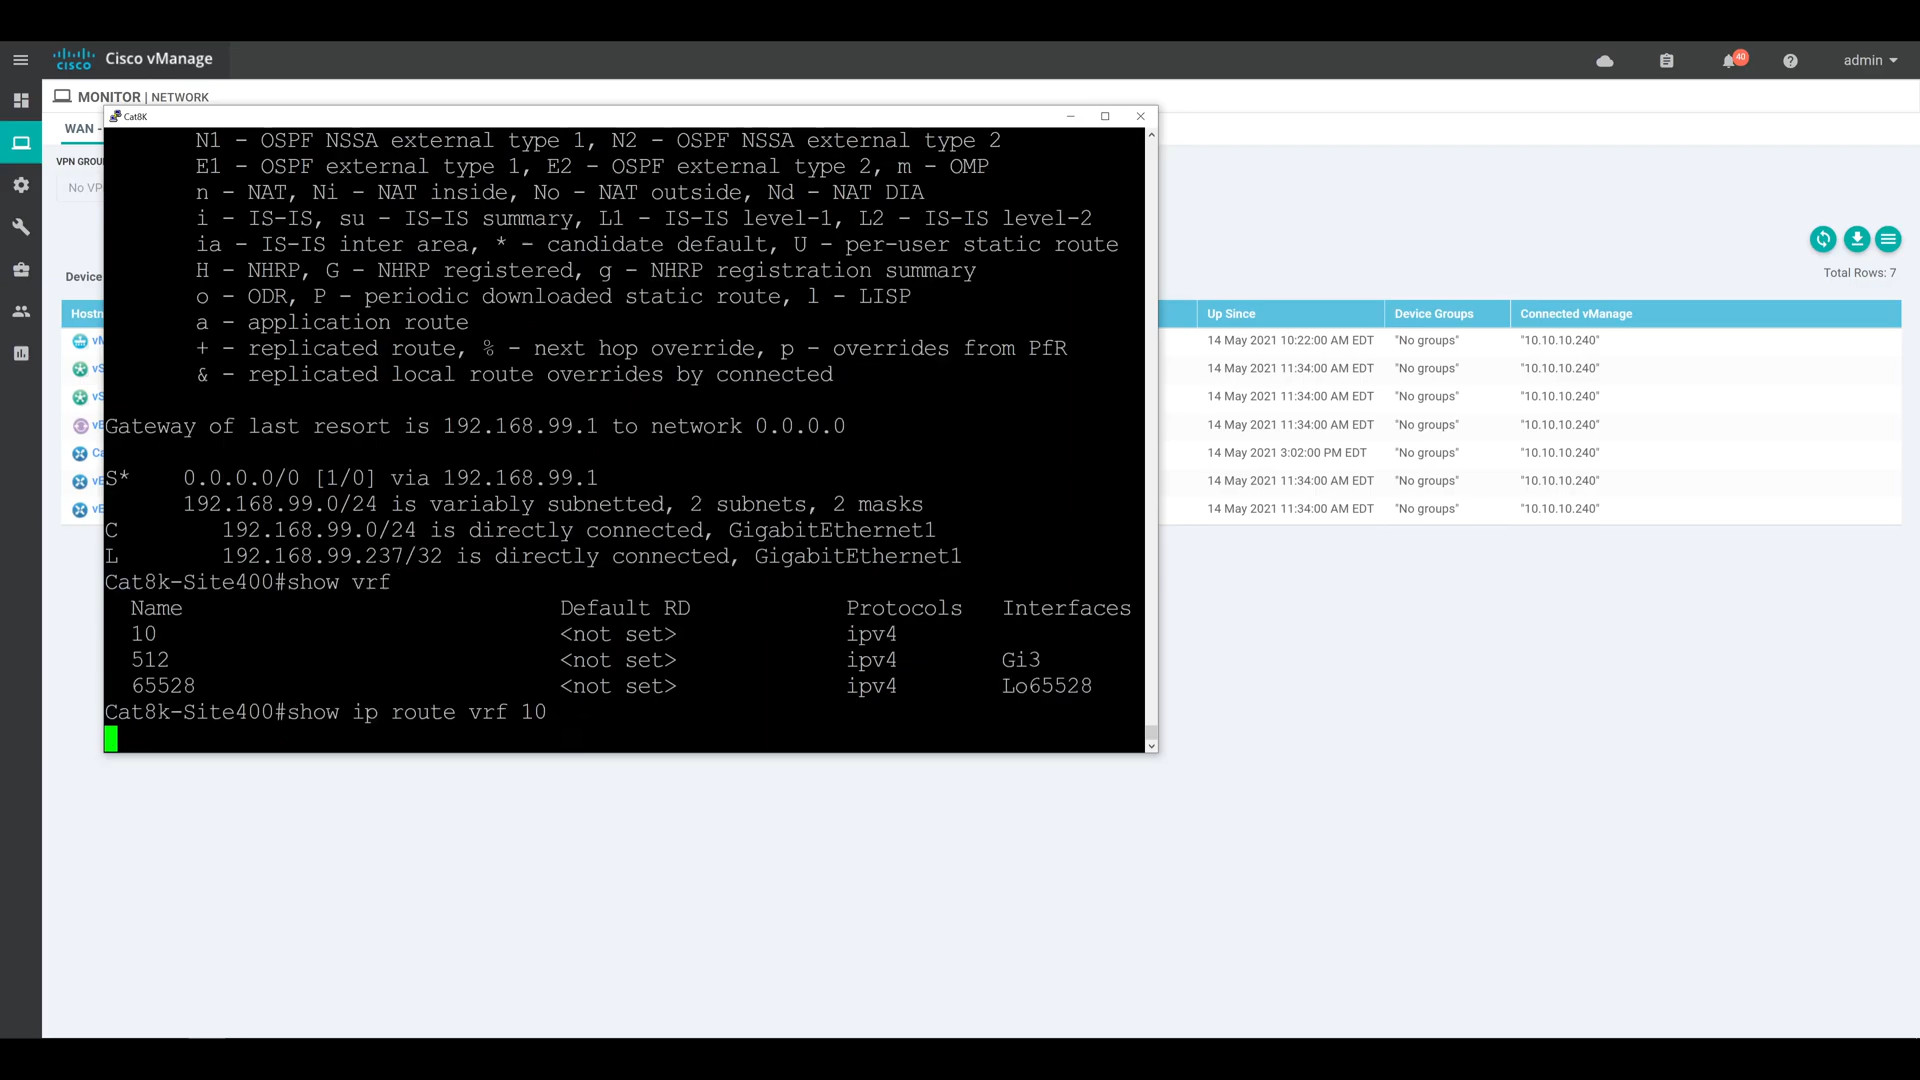 cisco Cisco vManage
40
admin
MONITOR | NETWORK
WAN -
VPN GROU
No VP
Cat8K
N1 - OSPF NSSA external type 1, N2 - OSPF NSSA external type 2
E1 - OSPF external type 1, E2 - OSPF external type 2, m - OMP
n - NAT, Ni - NAT inside, No - NAT outside, Nd - NAT DIA
i - IS-IS, su - IS-IS summary, L1 - IS-IS level-1, L2 - IS-IS level-2
ia - IS-IS inter area, * - candidate default, U - per-user static route
H - NHRP, G - NHRP registered, g - NHRP registration summary
o - ODR, P - periodic downloaded static route, l - LISP
a - application route
+ - replicated route, % - next hop override, p - overrides from PfR
& - replicated local route overrides by connected
Gateway of last resort is 192.168.99.1 to network 0.0.0.0
S* 0.0.0.0/0 [1/0] via 192.168.99.1
192.168.99.0/24 is variably subnetted, 2 subnets, 2 masks
C 192.168.99.0/24 is directly connected, GigabitEthernet1
L 192.168.99.237/32 is directly connected, GigabitEthernet1
Cat8k-Site400#show vrf
Name Default RD Protocols Interfaces
10 <not set> ipv4
512 <not set> ipv4 Gi3
65528 <not set> ipv4 Lo65528
Cat8k-Site400#show ip route vrf 10
Total Rows: 7
Device
Hostn Up Since Device Groups Connected vManage
vM 14 May 2021 10:22:00 AM EDT "No groups" "10.10.10.240"
vS 14 May 2021 11:34:00 AM EDT "No groups" "10.10.10.240"
vS 14 May 2021 11:34:00 AM EDT "No groups" "10.10.10.240"
vE 14 May 2021 11:34:00 AM EDT "No groups" "10.10.10.240"
Ca 14 May 2021 3:02:00 PM EDT "No groups" "10.10.10.240"
vE 14 May 2021 11:34:00 AM EDT "No groups" "10.10.10.240"
vE 14 May 2021 11:34:00 AM EDT "No groups" "10.10.10.240"